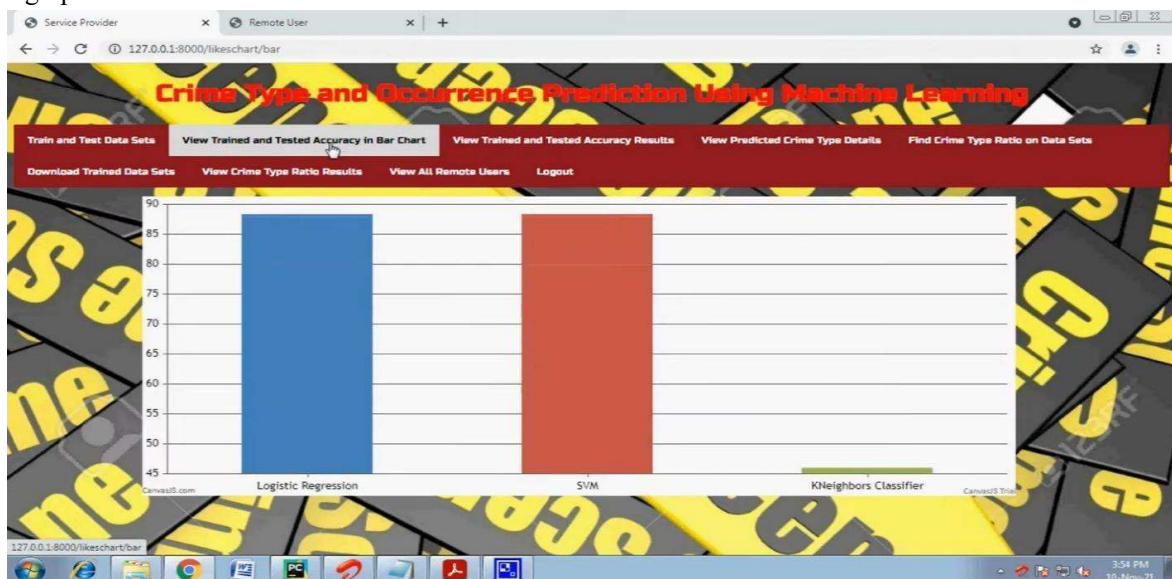 Service Provider
Remote User
127.0.0.1:8000/likeschart/bar
Crime Type and Occurrence Prediction Using Machine Learning
Train and Test Data Sets
View Trained and Tested Accuracy in Bar Chart
View Trained and Tested Accuracy Results
View Predicted Crime Type Details
Find Crime Type Ratio on Data Sets
Download Trained Data Sets
View Crime Type Ratio Results
View All Remote Users
Logout
90
85
80
75
70
65
60
55
50
45
Logistic Regression
SVM
KNeighbors Classifier
CanvasJS.com
CanvasJS Trial
127.0.0.1:8000/likeschart/bar
3:54 PM
10-Nov-21